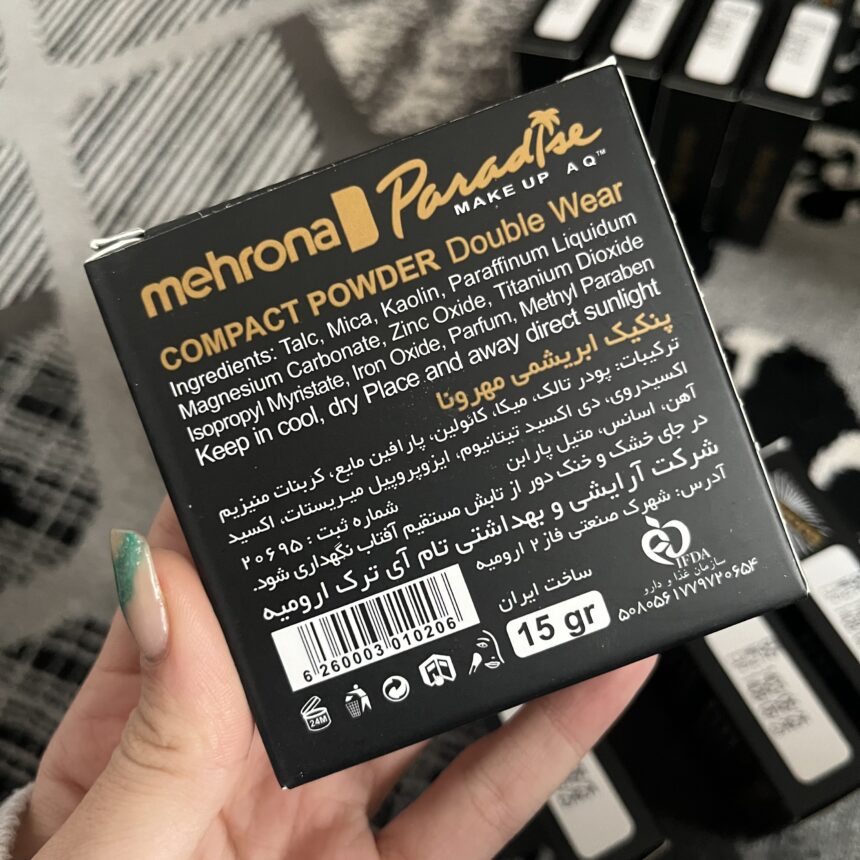 mehrona Paradise
MAKE UP AQ™
COMPACT POWDER Double Wear
Ingredients: Talc, Mica, Kaolin, Paraffinum Liquidum
Magnesium Carbonate, Zinc Oxide, Titanium Dioxide
Isopropyl Myristate, Iron Oxide, Parfum, Methyl Paraben
Keep in cool, dry Place and away direct sunlight
پنکیک ابریشمی مهرونا
ترکیبات: پودر تالک، میکا، کائولین، پارافین مایع، کربنات منیزیم
اکسیدروی، دی اکسید تیتانیوم، ایزوپروپیل میریستات، اکسید
آهن، اسانس، متیل پارابن
شماره ثبت : ۲۰۶۹۵
در جای خشک و خنک دور از تابش مستقیم آفتاب نگهداری شود.
شرکت آرایشی و بهداشتی تام آی ترک ارومیه
آدرس: شهرک صنعتی فاز ۲ ارومیه
IFDA
سازمان غذا و دارو
۵۰۸۰۵۶۱۷۷۹۷۲۰۶۵۴
ساخت ایران
15 gr
6 260003 010206
24M